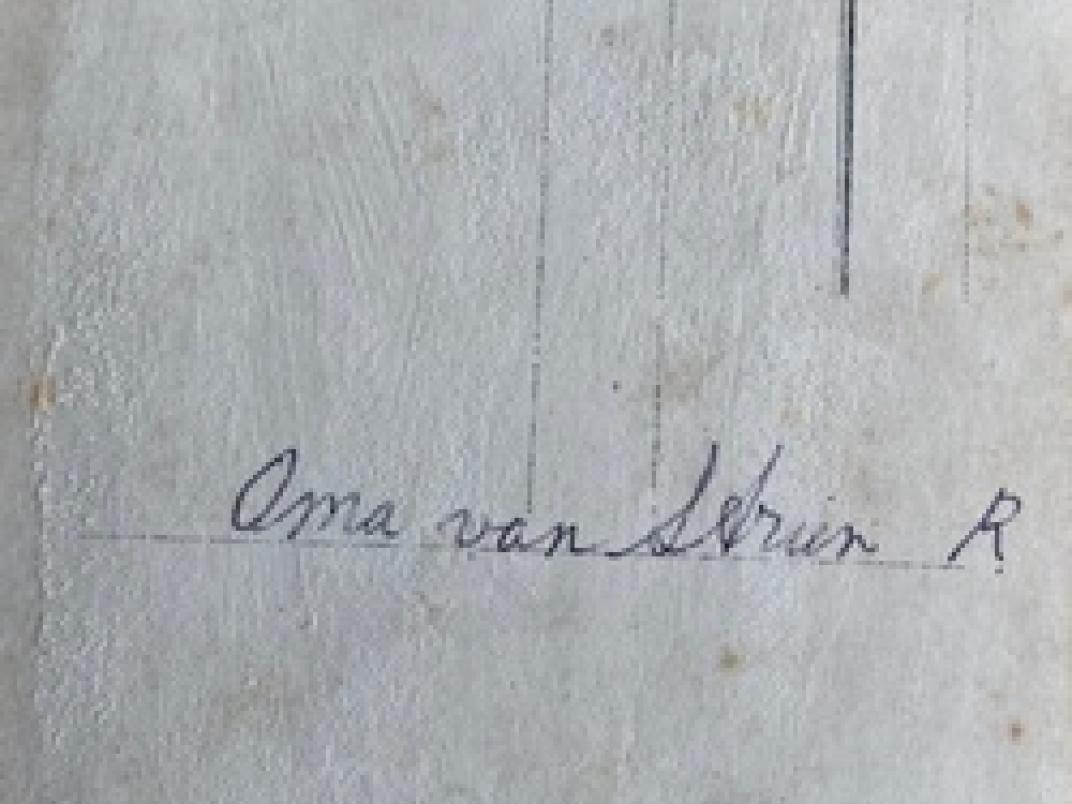 Oma van Strien R.